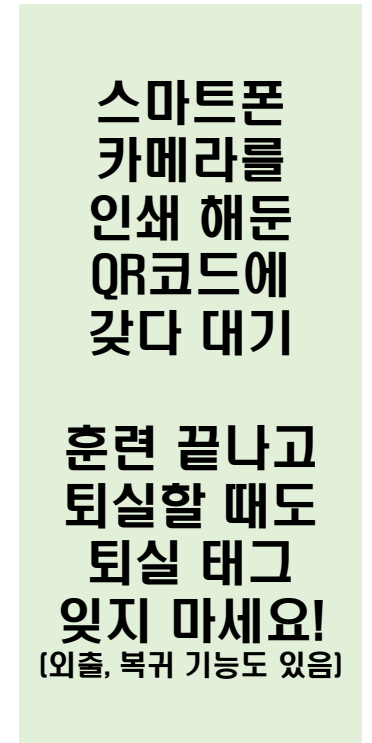 스마트폰
카메라를
인쇄 해둔
QR코드에
갖다 대기
훈련 끝나고
퇴실할 때도
퇴실 태그
잊지 마세요!
(외출, 복귀 기능도 있음)